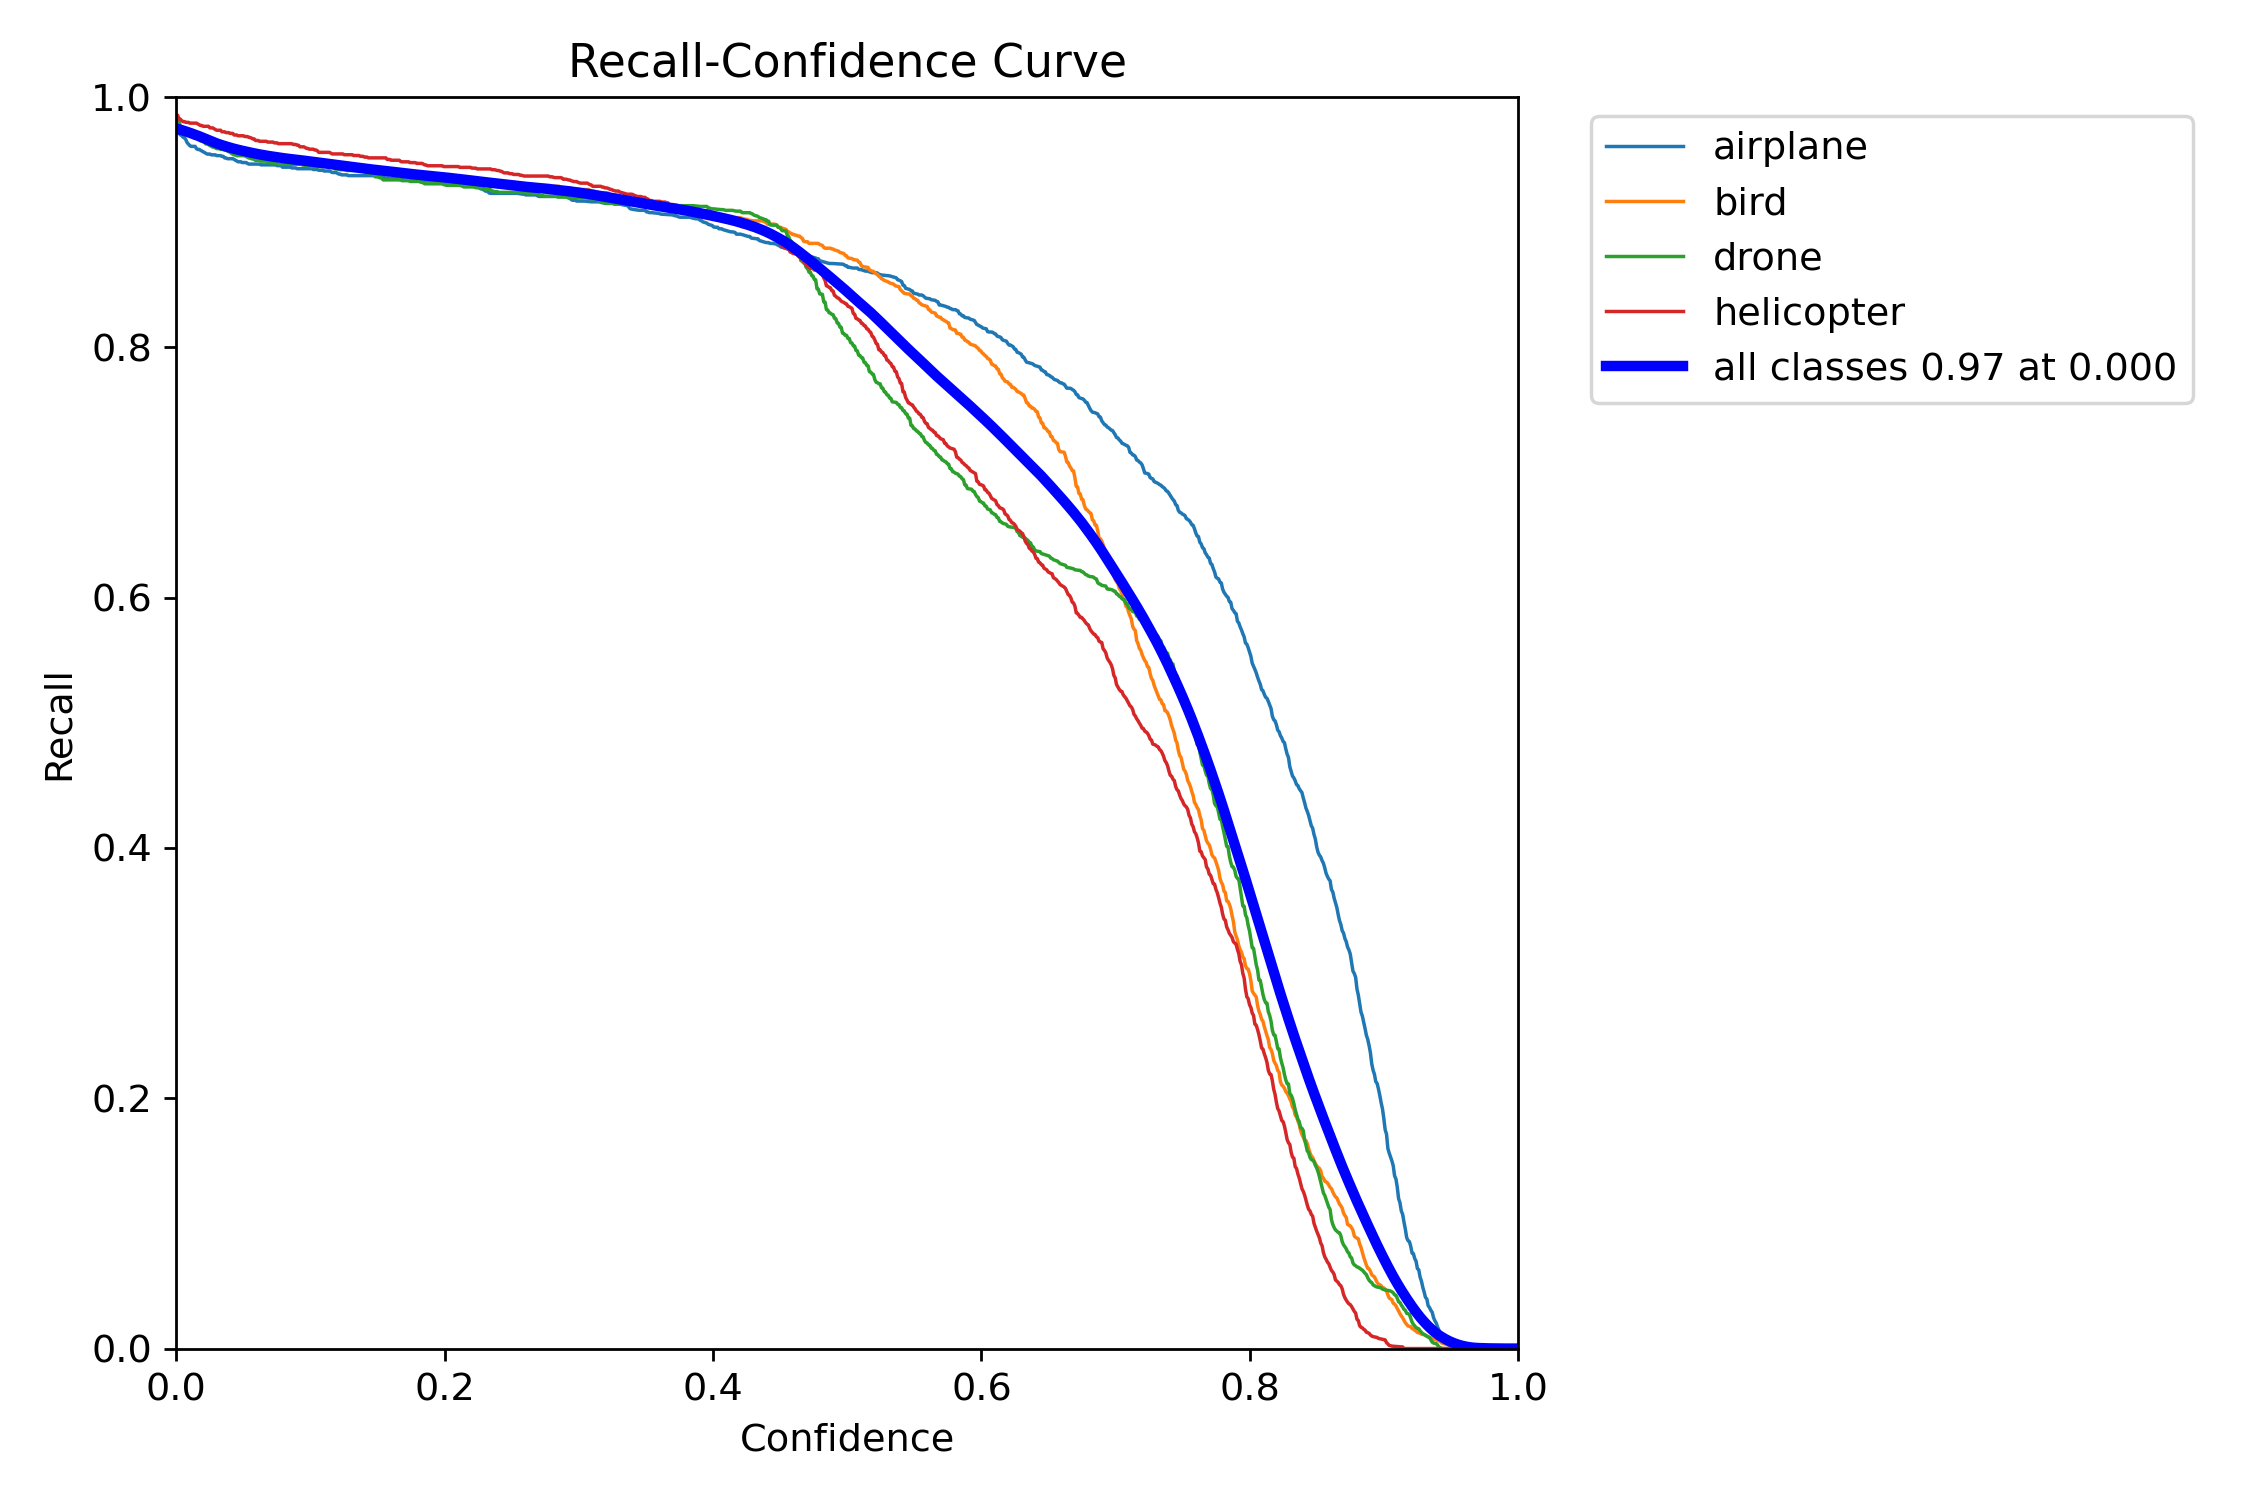 Recall-Confidence Curve
1.0
0.8
0.6
0.4
0.2
0.0
Recall
0.0 0.2 0.4 0.6 0.8 1.0
Confidence
airplane
bird
drone
helicopter
all classes 0.97 at 0.000